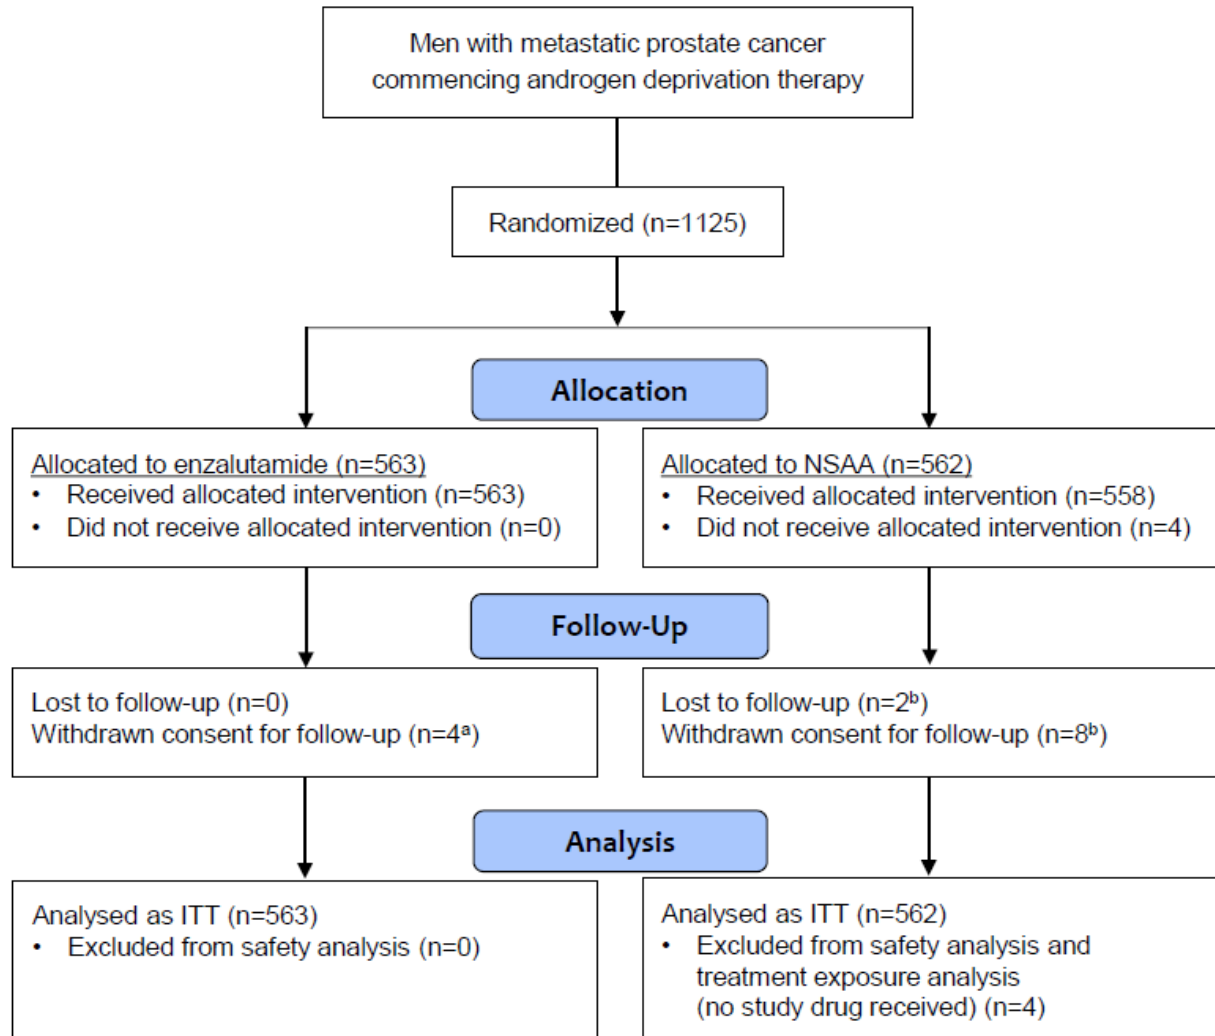 Men with metastatic prostate cancer
commencing androgen deprivation therapy
Randomized (n=1125)
Allocation
Allocated to enzalutamide (n=563)
• Received allocated intervention (n=563)
• Did not receive allocated intervention (n=0)
Allocated to NSAA (n=562)
• Received allocated intervention (n=558)
• Did not receive allocated intervention (n=4)
Follow-Up
Lost to follow-up (n=0)
Withdrawn consent for follow-up (n=4ᵃ)
Lost to follow-up (n=2ᵇ)
Withdrawn consent for follow-up (n=8ᵇ)
Analysis
Analysed as ITT (n=563)
• Excluded from safety analysis (n=0)
Analysed as ITT (n=562)
• Excluded from safety analysis and
treatment exposure analysis
(no study drug received) (n=4)